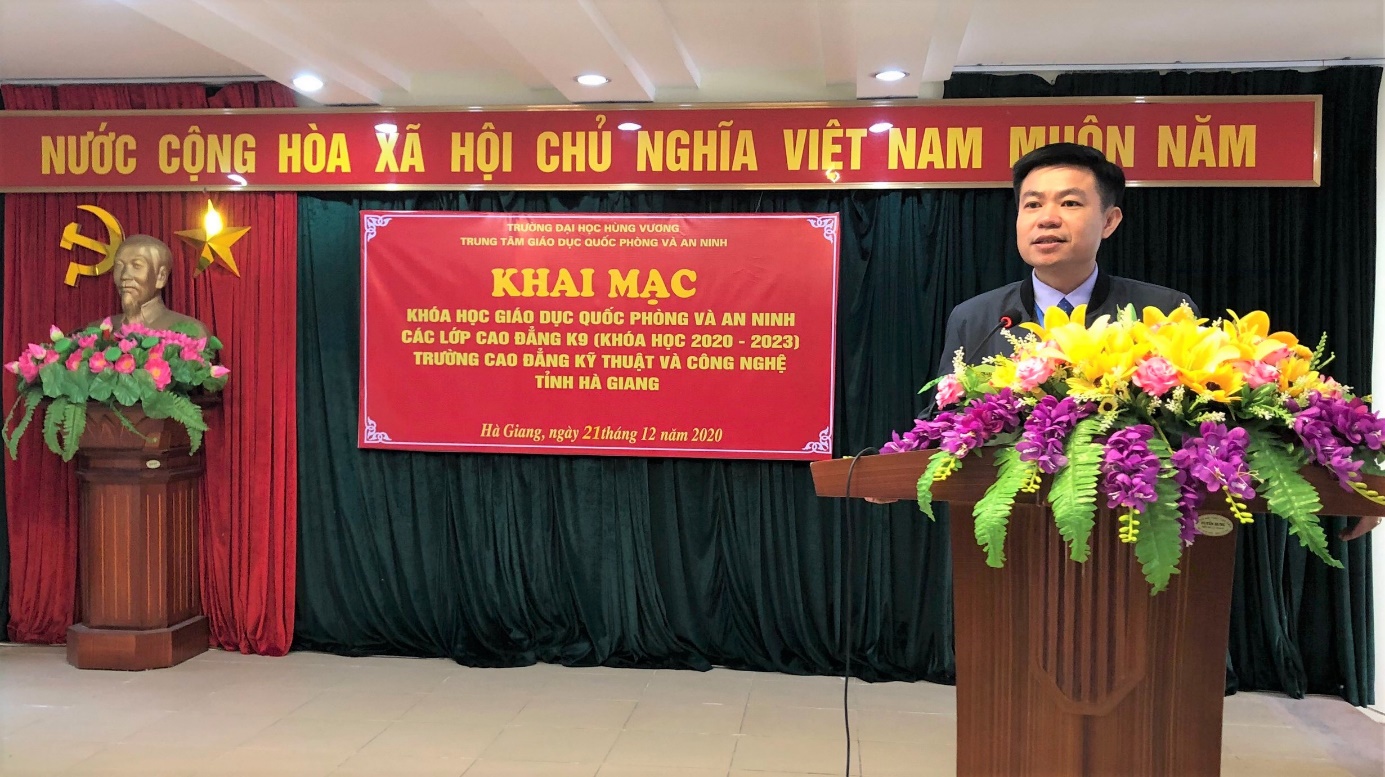 NƯỚC CỘNG HÒA XÃ HỘI CHỦ NGHĨA VIỆT NAM MUÔN NĂM
TRƯỜNG ĐẠI HỌC HÙNG VƯƠNG
TRUNG TÂM GIÁO DỤC QUỐC PHÒNG VÀ AN NINH
KHAI MẠC
KHÓA HỌC GIÁO DỤC QUỐC PHÒNG VÀ AN NINH
CÁC LỚP CAO ĐẲNG K9 (KHÓA HỌC 2020 - 2023)
TRƯỜNG CAO ĐẲNG KỸ THUẬT VÀ CÔNG NGHỆ
TỈNH HÀ GIANG
Hà Giang, ngày 21tháng 12 năm 2020